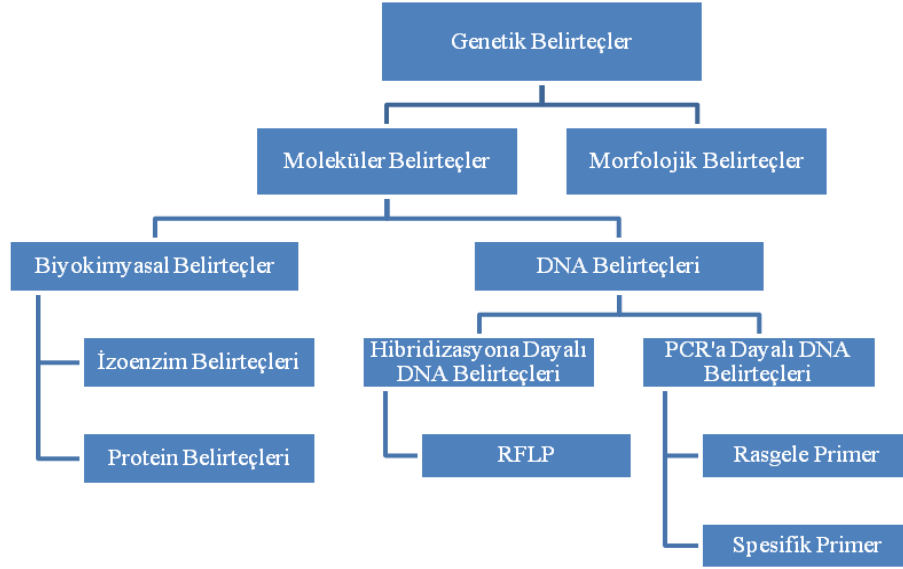 Genetik Belirteçler
Moleküler Belirteçler
Morfolojik Belirteçler
Biyokimyasal Belirteçler
DNA Belirteçleri
İzoenzim Belirteçleri
Hibridizasyona Dayalı
DNA Belirteçleri
PCR'a Dayalı DNA
Belirteçleri
Protein Belirteçleri
RFLP
Rasgele Primer
Spesifik Primer